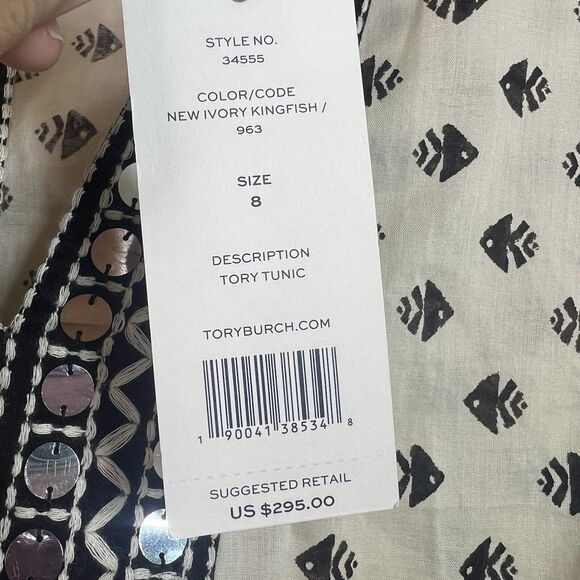 STYLE NO.
34555
COLOR/CODE
NEW IVORY KINGFISH /
963
SIZE
8
DESCRIPTION
TORY TUNIC
TORYBURCH.COM
1 90041 38534 8
SUGGESTED RETAIL
US $295.00